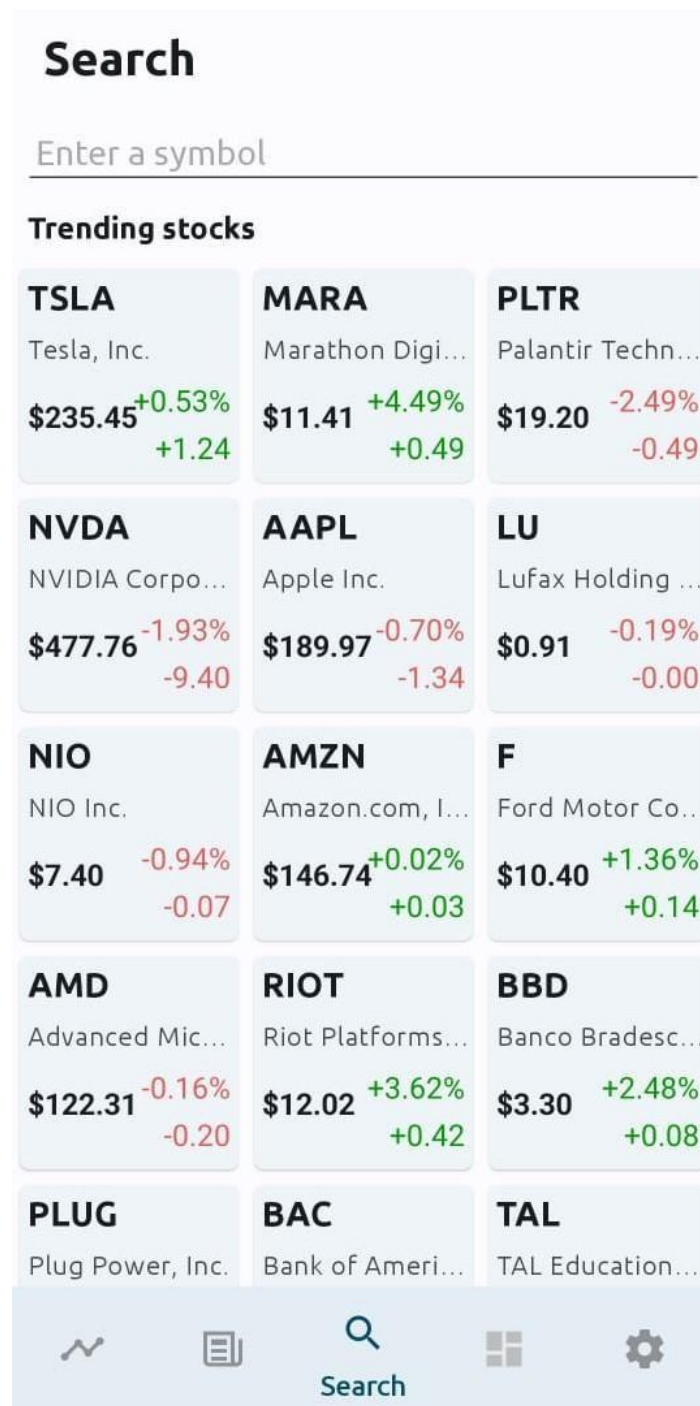 Search
Enter a symbol
Trending stocks
TSLA
Tesla, Inc.
$235.45
+0.53%
+1.24
MARA
Marathon Digi...
$11.41
+4.49%
+0.49
PLTR
Palantir Techn...
$19.20
-2.49%
-0.49
NVDA
NVIDIA Corpo...
$477.76
-1.93%
-9.40
AAPL
Apple Inc.
$189.97
-0.70%
-1.34
LU
Lufax Holding ...
$0.91
-0.19%
-0.00
NIO
NIO Inc.
$7.40
-0.94%
-0.07
AMZN
Amazon.com, I...
$146.74
+0.02%
+0.03
F
Ford Motor Co...
$10.40
+1.36%
+0.14
AMD
Advanced Mic...
$122.31
-0.16%
-0.20
RIOT
Riot Platforms...
$12.02
+3.62%
+0.42
BBD
Banco Bradesc...
$3.30
+2.48%
+0.08
PLUG
Plug Power, Inc.
BAC
Bank of Ameri...
TAL
TAL Education...
Search